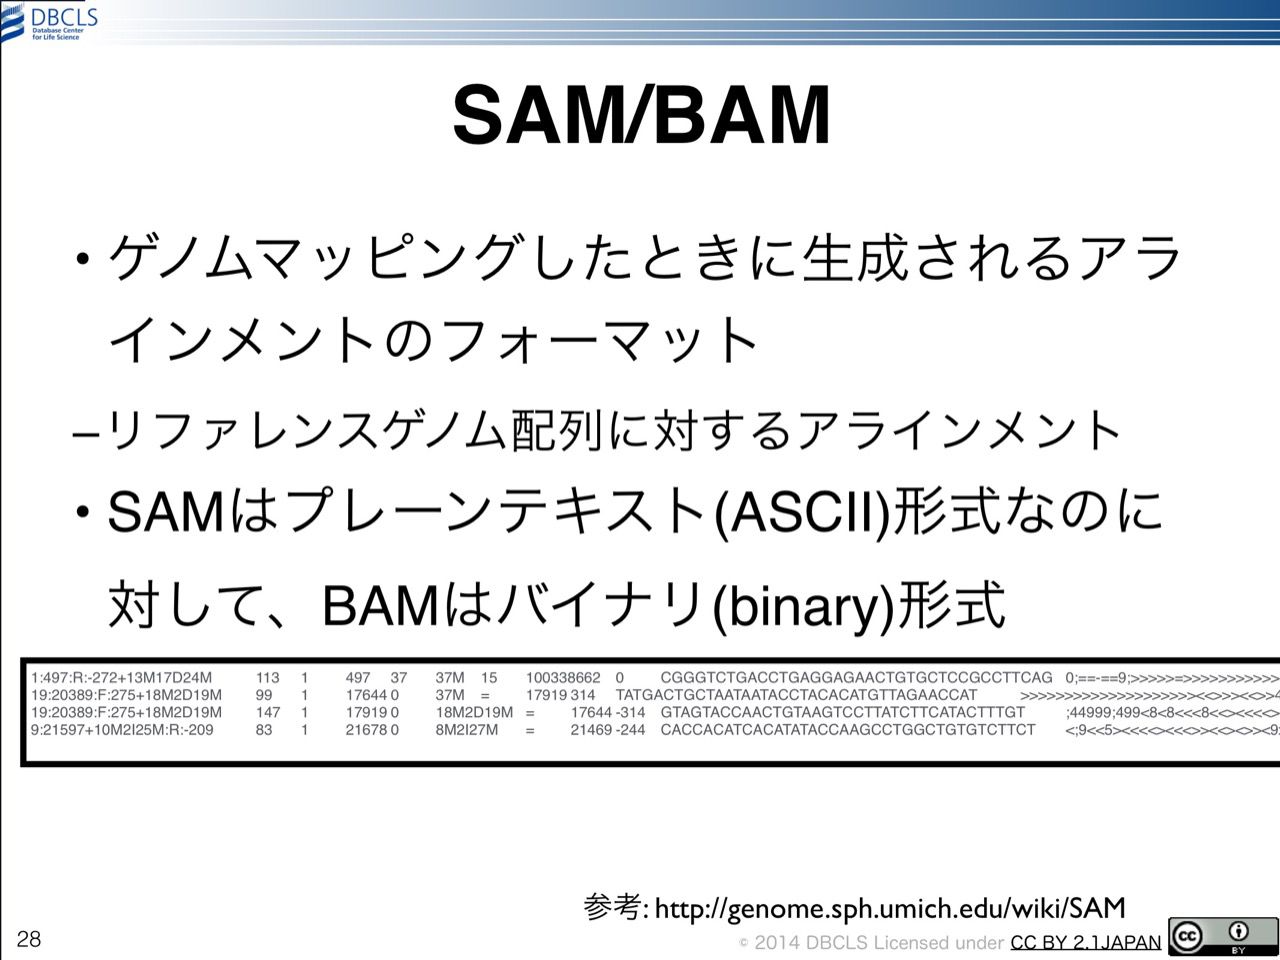 DBCLS
Database Center
for Life Science
SAM/BAM
• ゲノムマッピングしたときに生成されるアラ
インメントのフォーマット
–リファレンスゲノム配列に対するアラインメント
• SAMはプレーンテキスト(ASCII)形式なのに
対して、BAMはバイナリ(binary)形式
1:497:R:-272+13M17D24M 113 1 497 37 37M 15 100338662 0 CGGGTCTGACCTGAGGAGAACTGTGCTCCGCCTTCAG 0;==-==9;>>>>>=>>>>>>>>>>>>
19:20389:F:275+18M2D19M 99 1 17644 0 37M = 17919 314 TATGACTGCTAATAATACCTACACATGTTAGAACCAT >>>>>>>>>>>>>>>>>>>><<>>><<>>4
19:20389:F:275+18M2D19M 147 1 17919 0 18M2D19M = 17644 -314 GTAGTACCAACTGTAAGTCCTTATCTTCATACTTTGT ;44999;499<8<8<<<8<<><<<<><
9:21597+10M2I25M:R:-209 83 1 21678 0 8M2I27M = 21469 -244 CACCACATCACATATACCAAGCCTGGCTGTGTCTTCT <;9<<5><<<<><<<>><<><>><9>
参考: http://genome.sph.umich.edu/wiki/SAM
28
© 2014 DBCLS Licensed under CC BY 2.1JAPAN
cc
BY